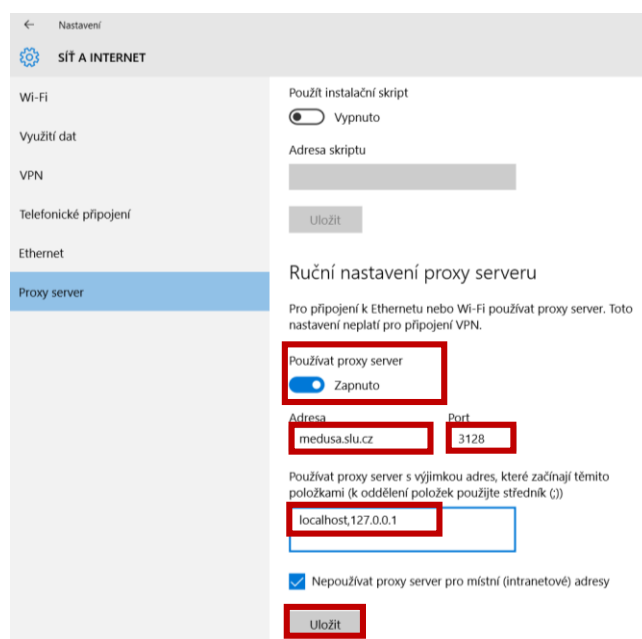 Nastavení
SÍŤ A INTERNET
Wi-Fi
Využití dat
VPN
Telefonické připojení
Ethernet
Proxy server
Použít instalační skript
Vypnuto
Adresa skriptu
Uložit
Ruční nastavení proxy serveru
Pro připojení k Ethernetu nebo Wi-Fi používat proxy server. Toto
nastavení neplatí pro připojení VPN.
Používat proxy server
Zapnuto
Adresa Port
medusa.slu.cz 3128
Používat proxy server s výjimkou adres, které začínají těmito
položkami (k oddělení položek použijte středník (;))
localhost,127.0.0.1
Nepoužívat proxy server pro místní (intranetové) adresy
Uložit